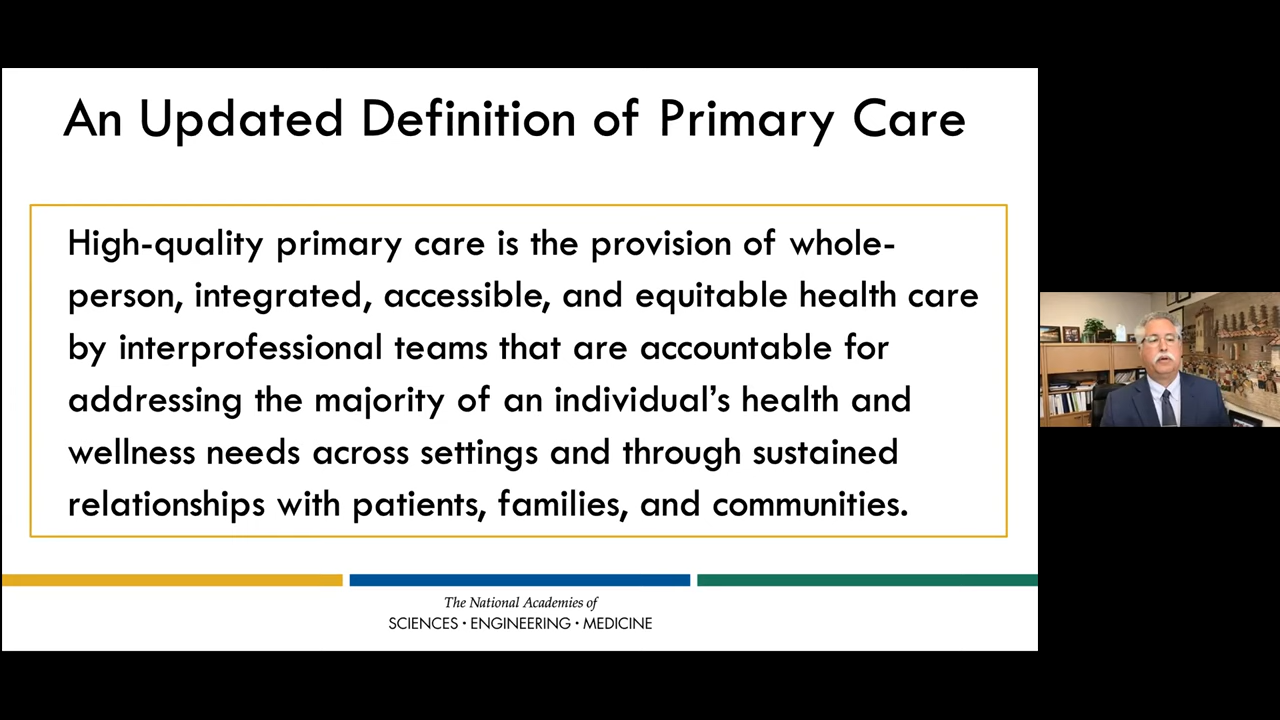 An Updated Definition of Primary Care
High-quality primary care is the provision of whole-
person, integrated, accessible, and equitable health care
by interprofessional teams that are accountable for
addressing the majority of an individual’s health and
wellness needs across settings and through sustained
relationships with patients, families, and communities.
The National Academies of
SCIENCES · ENGINEERING · MEDICINE